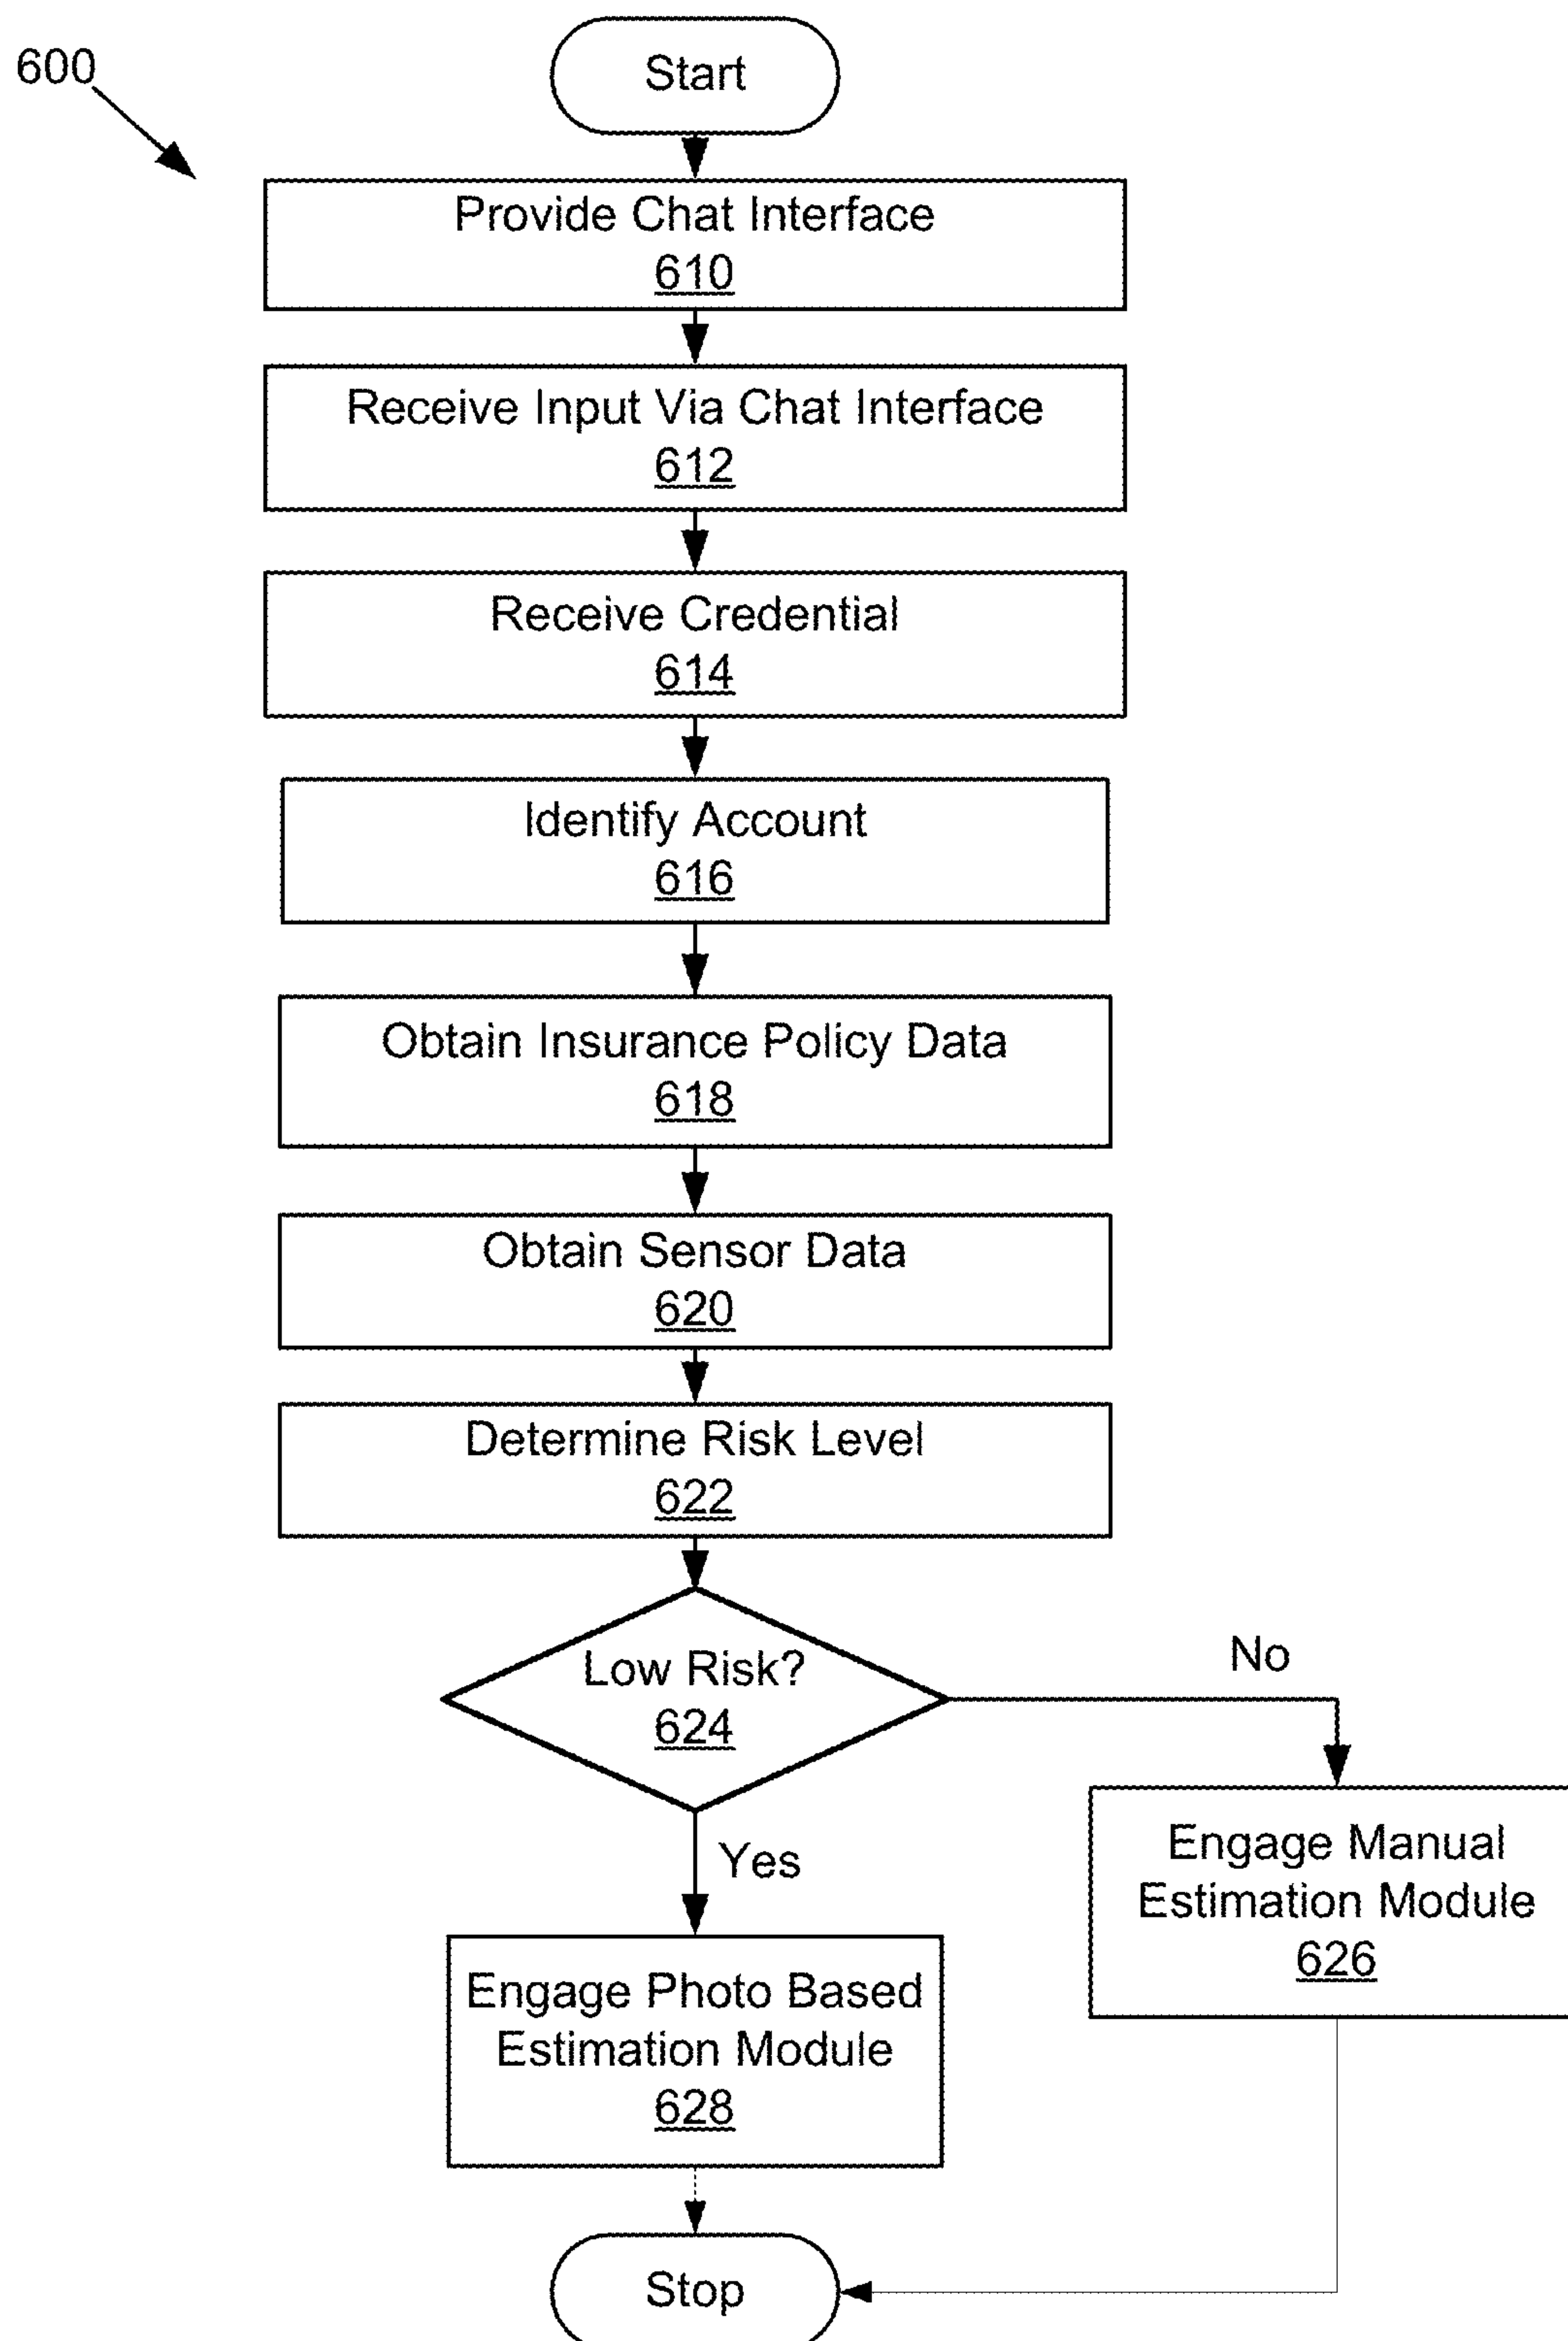 600
Start
Provide Chat Interface
610
Receive Input Via Chat Interface
612
Receive Credential
614
Identify Account
616
Obtain Insurance Policy Data
618
Obtain Sensor Data
620
Determine Risk Level
622
Low Risk?
624
No
Yes
Engage Manual
Estimation Module
626
Engage Photo Based
Estimation Module
628
Stop